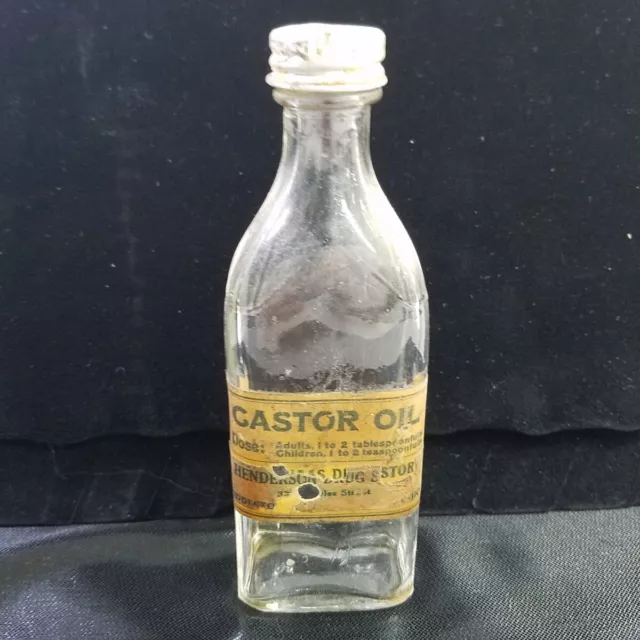 CASTOR OIL
Dose: Adults, 1 to 2 tablespoonfuls
Children, 1 to 2 teaspoonfuls
HENDERSON'S DRUG STORE